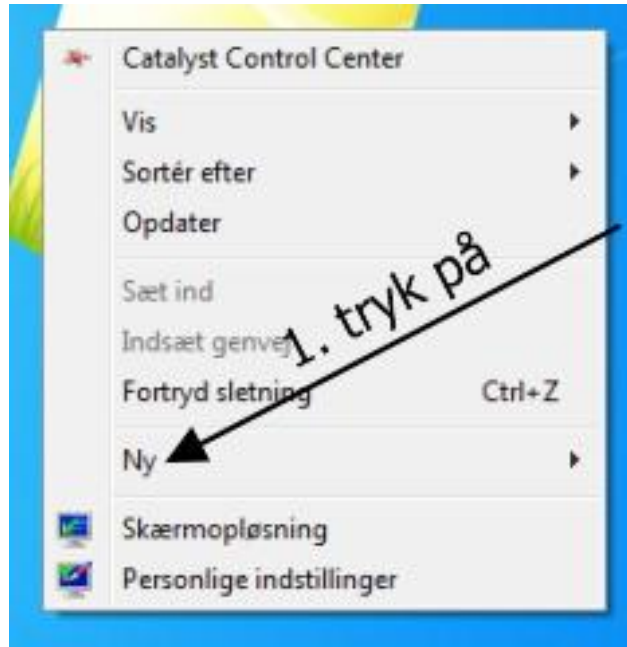 Catalyst Control Center
Vis
Sortér efter
Opdater
Sæt ind
Indsæt genvej
Fortryd sletning Ctrl+Z
1. tryk på
Ny
Skærmopløsning
Personlige indstillinger